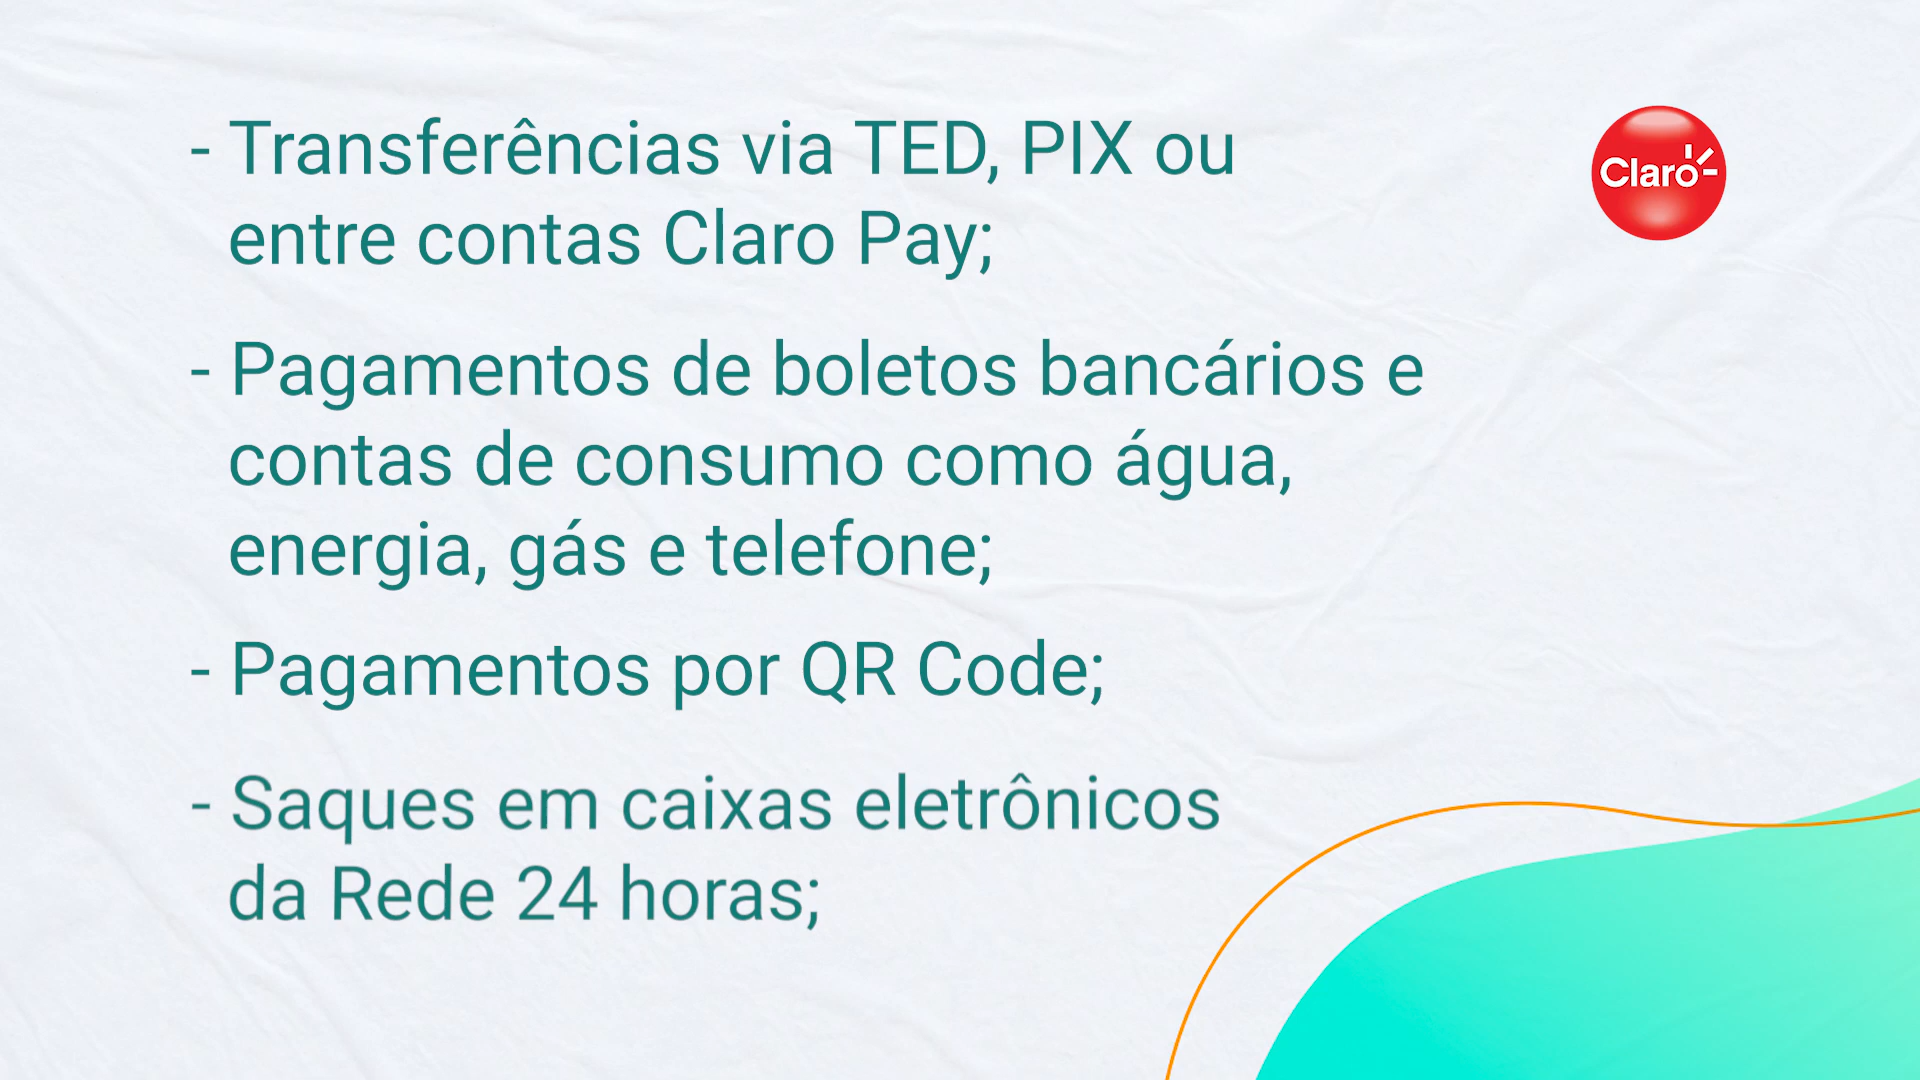 - Transferências via TED, PIX ou
entre contas Claro Pay;
Claro
- Pagamentos de boletos bancários e
contas de consumo como água,
energia, gás e telefone;
- Pagamentos por QR Code;
- Saques em caixas eletrônicos
da Rede 24 horas;